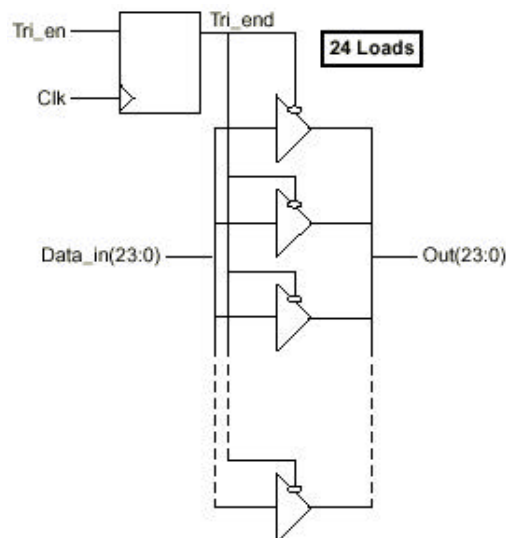 Tri_en
Tri_end
24 Loads
Clk
Data_in(23:0)
Out(23:0)